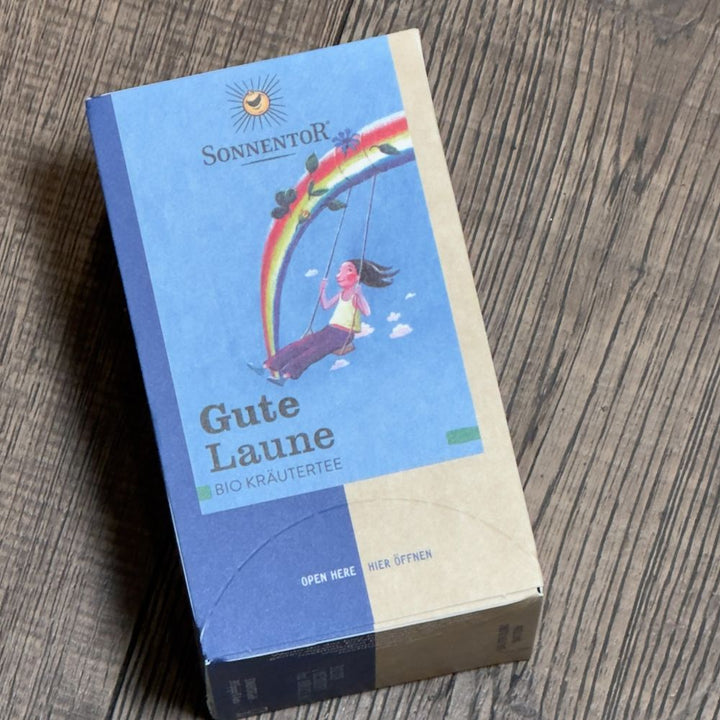 SONNENTOR®
Gute
Laune
BIO KRÄUTERTEE
OPEN HERE HIER ÖFFNEN